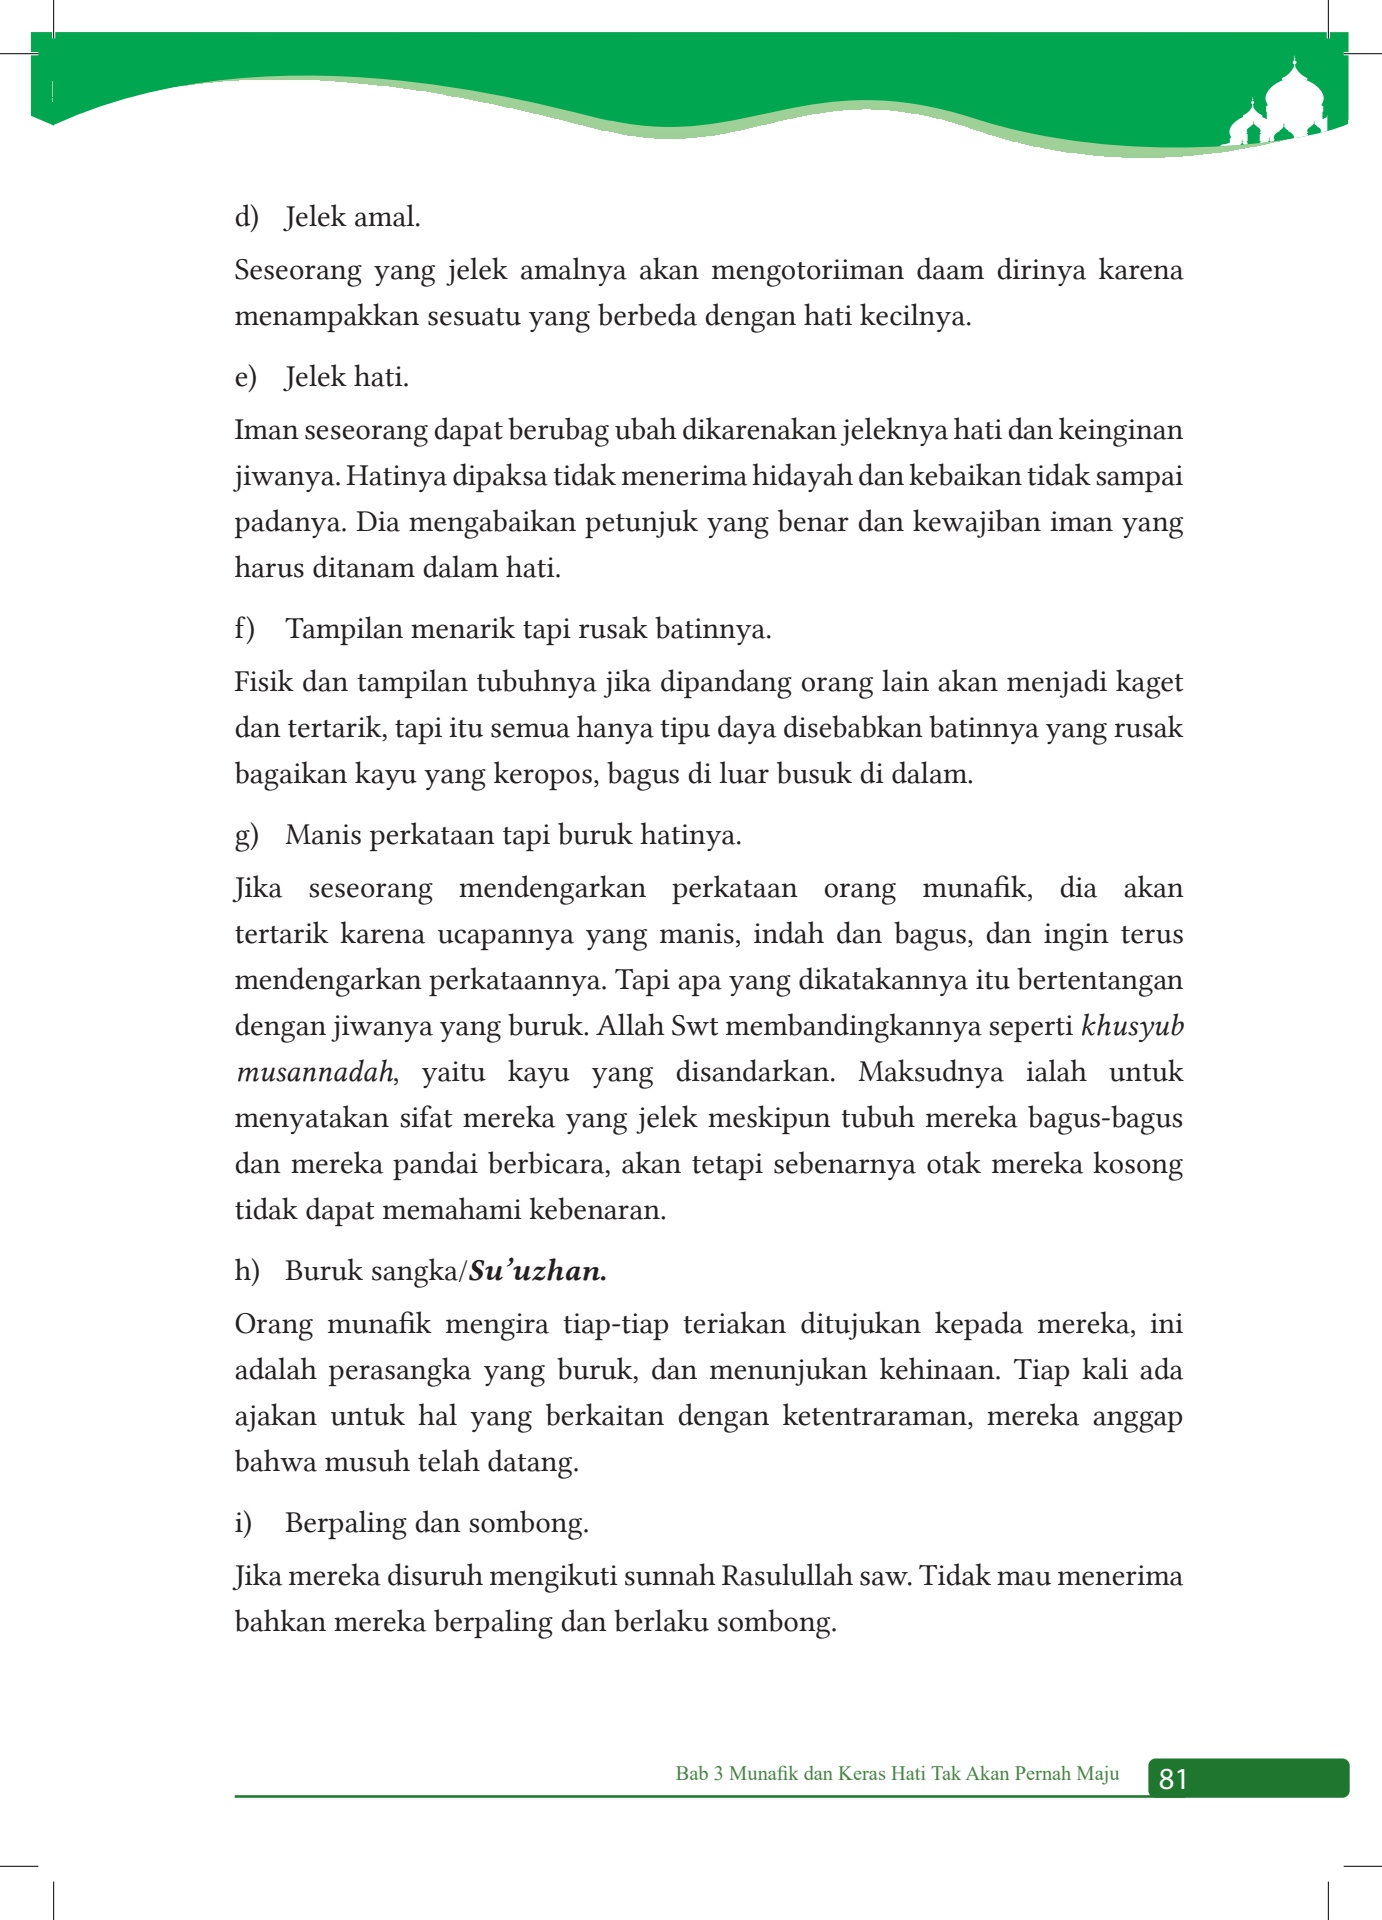 d) Jelek amal.
Seseorang yang jelek amalnya akan mengotoriiman daam dirinya karena
menampakkan sesuatu yang berbeda dengan hati kecilnya.
e) Jelek hati.
Iman seseorang dapat berubag ubah dikarenakan jeleknya hati dan keinginan
jiwanya. Hatinya dipaksa tidak menerima hidayah dan kebaikan tidak sampai
padanya. Dia mengabaikan petunjuk yang benar dan kewajiban iman yang
harus ditanam dalam hati.
f) Tampilan menarik tapi rusak batinnya.
Fisik dan tampilan tubuhnya jika dipandang orang lain akan menjadi kaget
dan tertarik, tapi itu semua hanya tipu daya disebabkan batinnya yang rusak
bagaikan kayu yang keropos, bagus di luar busuk di dalam.
g) Manis perkataan tapi buruk hatinya.
Jika seseorang mendengarkan perkataan orang munafik, dia akan
tertarik karena ucapannya yang manis, indah dan bagus, dan ingin terus
mendengarkan perkataannya. Tapi apa yang dikatakannya itu bertentangan
dengan jiwanya yang buruk. Allah Swt membandingkannya seperti khusyub
musannadah, yaitu kayu yang disandarkan. Maksudnya ialah untuk
menyatakan sifat mereka yang jelek meskipun tubuh mereka bagus-bagus
dan mereka pandai berbicara, akan tetapi sebenarnya otak mereka kosong
tidak dapat memahami kebenaran.
h) Buruk sangka/Su’uzhan.
Orang munafik mengira tiap-tiap teriakan ditujukan kepada mereka, ini
adalah perasangka yang buruk, dan menunjukan kehinaan. Tiap kali ada
ajakan untuk hal yang berkaitan dengan ketentraraman, mereka anggap
bahwa musuh telah datang.
i) Berpaling dan sombong.
Jika mereka disuruh mengikuti sunnah Rasulullah saw. Tidak mau menerima
bahkan mereka berpaling dan berlaku sombong.
Bab 3 Munafik dan Keras Hati Tak Akan Pernah Maju 81